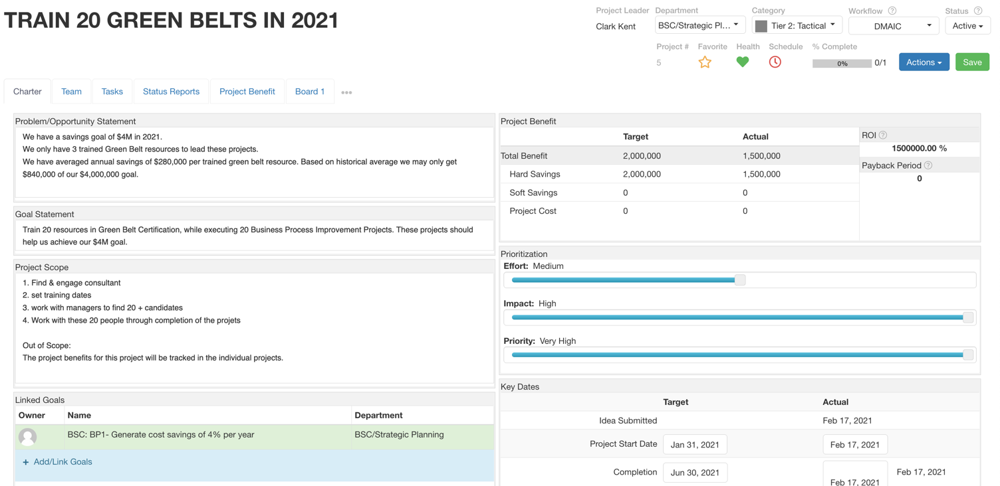 TRAIN 20 GREEN BELTS IN 2021
Project Leader
Clark Kent
Department
BSC/Strategic Pl...
Category
Tier 2: Tactical
Workflow ?
DMAIC
Status ?
Active
Project #
5
Favorite
Health
Schedule
% Complete
0%
0/1
Actions
Save
Charter
Team
Tasks
Status Reports
Project Benefit
Board 1
Problem/Opportunity Statement
We have a savings goal of $4M in 2021.
We only have 3 trained Green Belt resources to lead these projects.
We have averaged annual savings of $280,000 per trained green belt resource. Based on historical average we may only get
$840,000 of our $4,000,000 goal.
Goal Statement
Train 20 resources in Green Belt Certification, while executing 20 Business Process Improvement Projects. These projects should
help us achieve our $4M goal.
Project Scope
1. Find & engage consultant
2. set training dates
3. work with managers to find 20 + candidates
4. Work with these 20 people through completion of the projets
Out of Scope:
The project benefits for this project will be tracked in the individual projects.
Linked Goals
Owner Name Department
BSC: BP1- Generate cost savings of 4% per year BSC/Strategic Planning
+ Add/Link Goals
Project Benefit
Target Actual
Total Benefit 2,000,000 1,500,000
Hard Savings 2,000,000 1,500,000
Soft Savings 0 0
Project Cost 0 0
ROI ?
1500000.00 %
Payback Period ?
0
Prioritization
Effort: Medium
Impact: High
Priority: Very High
Key Dates
Target Actual
Idea Submitted Feb 17, 2021
Project Start Date Jan 31, 2021 Feb 17, 2021
Completion Jun 30, 2021 Feb 17, 2021
Feb 17, 2021